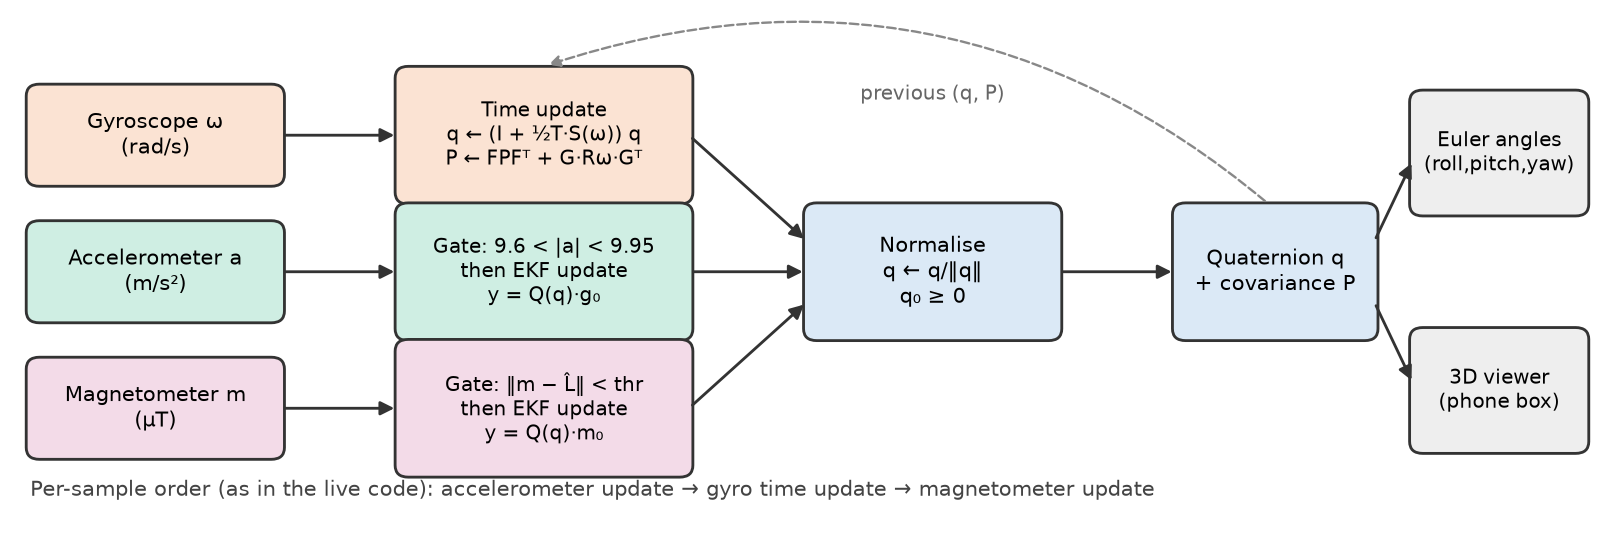 Gyroscope ω
(rad/s)
Accelerometer a
(m/s²)
Magnetometer m
(µT)
Time update
q ← (I + ½T·S(ω)) q
P ← FPFᵀ + G·Rω·Gᵀ
Gate: 9.6 < |a| < 9.95
then EKF update
y = Q(q)·g₀
Gate: ‖m − L̂‖ < thr
then EKF update
y = Q(q)·m₀
Normalise
q ← q/‖q‖
q₀ ≥ 0
previous (q, P)
Quaternion q
+ covariance P
Euler angles
(roll,pitch,yaw)
3D viewer
(phone box)
Per-sample order (as in the live code): accelerometer update → gyro time update → magnetometer update